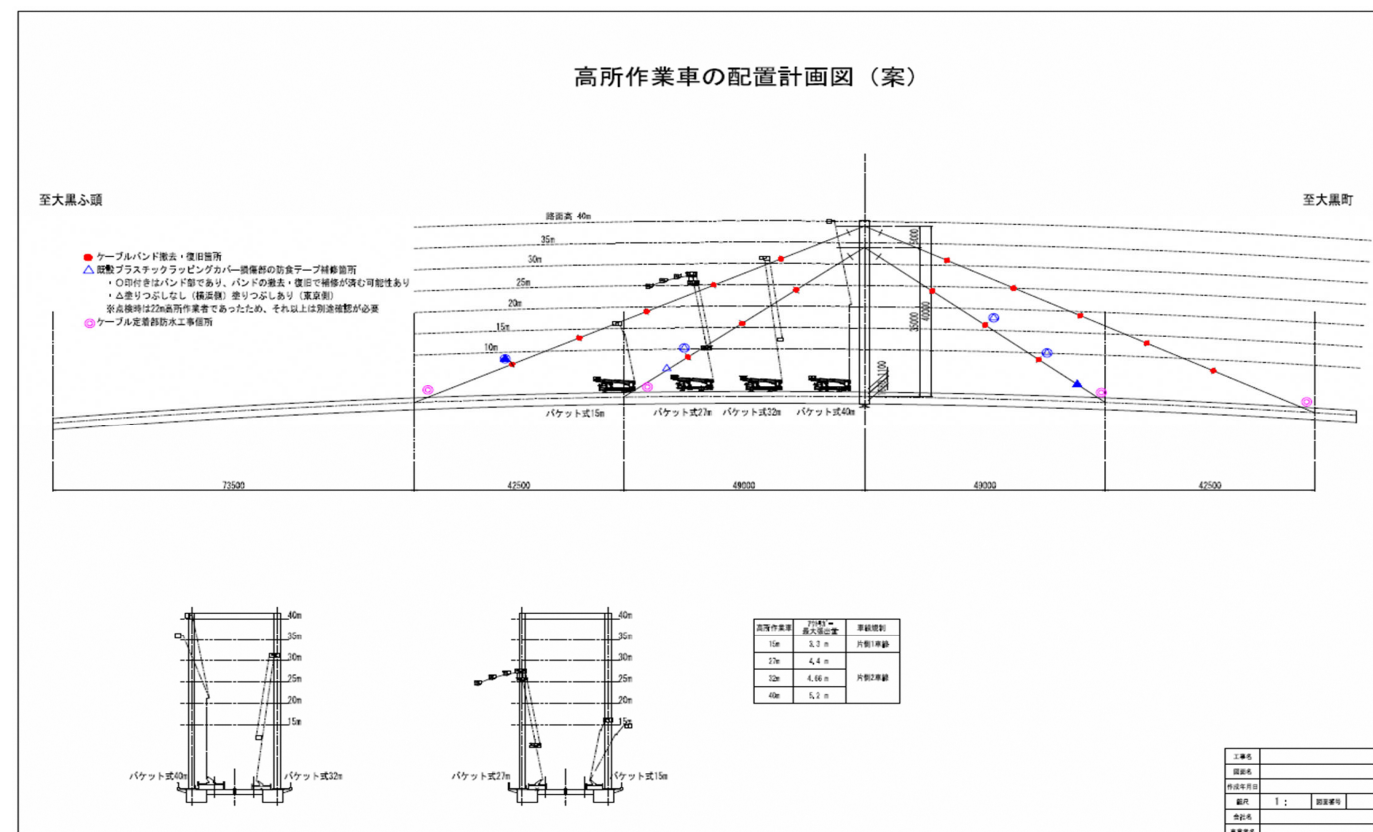 高所作業車の配置計画図（案）
至大黒ふ頭
至大黒町
路面高 40m
35m
30m
25m
20m
15m
10m
ケーブルバンド撤去・復旧箇所
既設プラスチックラッピングカバー損傷部の防食テープ補修箇所
・○印付きはバンド部であり、バンドの撤去・復旧で補修が済む可能性あり
・△塗りつぶしなし（横浜側）塗りつぶしあり（東京側）
※点検時は22m高所作業者であったため、それ以上は別途確認が必要
ケーブル定着部防水工事個所
5000
35000
40000
1100
バケット式15m
バケット式27m
バケット式32m
バケット式40m
73500
42500
49000
49000
42500
40m
35m
30m
25m
20m
15m
バケット式40m
バケット式32m
40m
35m
30m
25m
20m
15m
バケット式27m
バケット式15m
高所作業車 最大張出量 車線規制
15m 3.3 m 片側1車線
27m 4.4 m
32m 4.66 m 片側2車線
40m 5.2 m
工事名
図面名
作成年月日
縮尺 1 : 図面番号
会社名